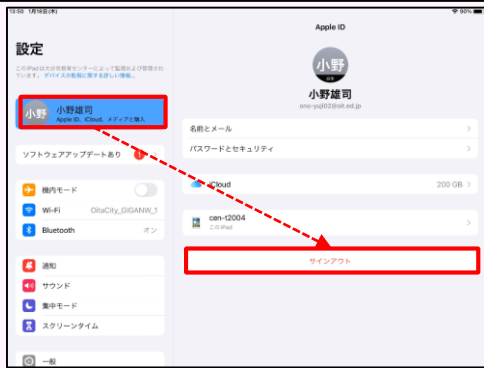 13:50 1月18日(木)
90%
設定
このiPadは大分市教育センターによって監視および管理され
ています。デバイスの監視に関する詳しい情報...
小野
小野雄司
Apple ID、iCloud、メディアと購入
ソフトウェアアップデートあり 1
機内モード
Wi-Fi OitaCity_GIGANW_1
Bluetooth オン
通知
サウンド
集中モード
スクリーンタイム
一般
Apple ID
小野
小野雄司
ono-yuji02@oit.ed.jp
名前とメール
パスワードとセキュリティ
iCloud 200 GB
cen-t2004
このiPad
サインアウト